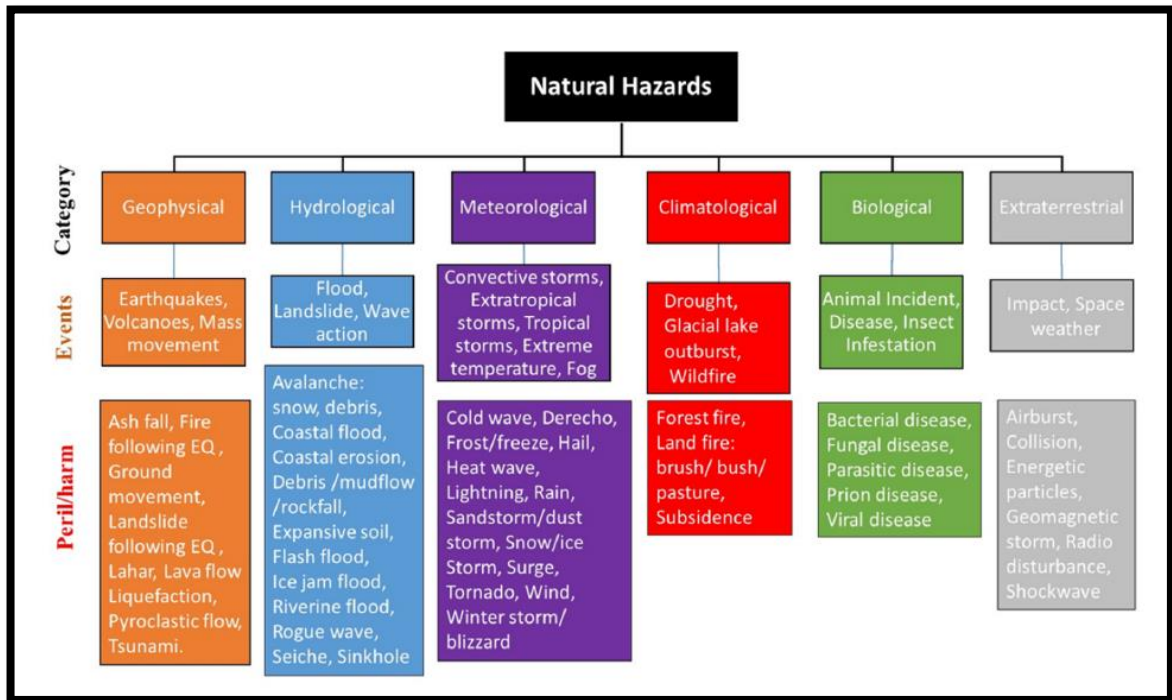 Natural Hazards
Category
Geophysical
Hydrological
Meteorological
Climatological
Biological
Extraterrestrial
Events
Earthquakes,
Volcanoes, Mass
movement
Flood,
Landslide, Wave
action
Convective storms,
Extratropical
storms, Tropical
storms, Extreme
temperature, Fog
Drought,
Glacial lake
outburst,
Wildfire
Animal Incident,
Disease, Insect
Infestation
Impact, Space
weather
Peril/harm
Ash fall, Fire
following EQ ,
Ground
movement,
Landslide
following EQ ,
Lahar, Lava flow
Liquefaction,
Pyroclastic flow,
Tsunami.
Avalanche:
snow, debris,
Coastal flood,
Coastal erosion,
Debris /mudflow
/rockfall,
Expansive soil,
Flash flood,
Ice jam flood,
Riverine flood,
Rogue wave,
Seiche, Sinkhole
Cold wave, Derecho,
Frost/freeze, Hail,
Heat wave,
Lightning, Rain,
Sandstorm/dust
storm, Snow/ice
Storm, Surge,
Tornado, Wind,
Winter storm/
blizzard
Forest fire,
Land fire:
brush/ bush/
pasture,
Subsidence
Bacterial disease,
Fungal disease,
Parasitic disease,
Prion disease,
Viral disease
Airburst,
Collision,
Energetic
particles,
Geomagnetic
storm, Radio
disturbance,
Shockwave